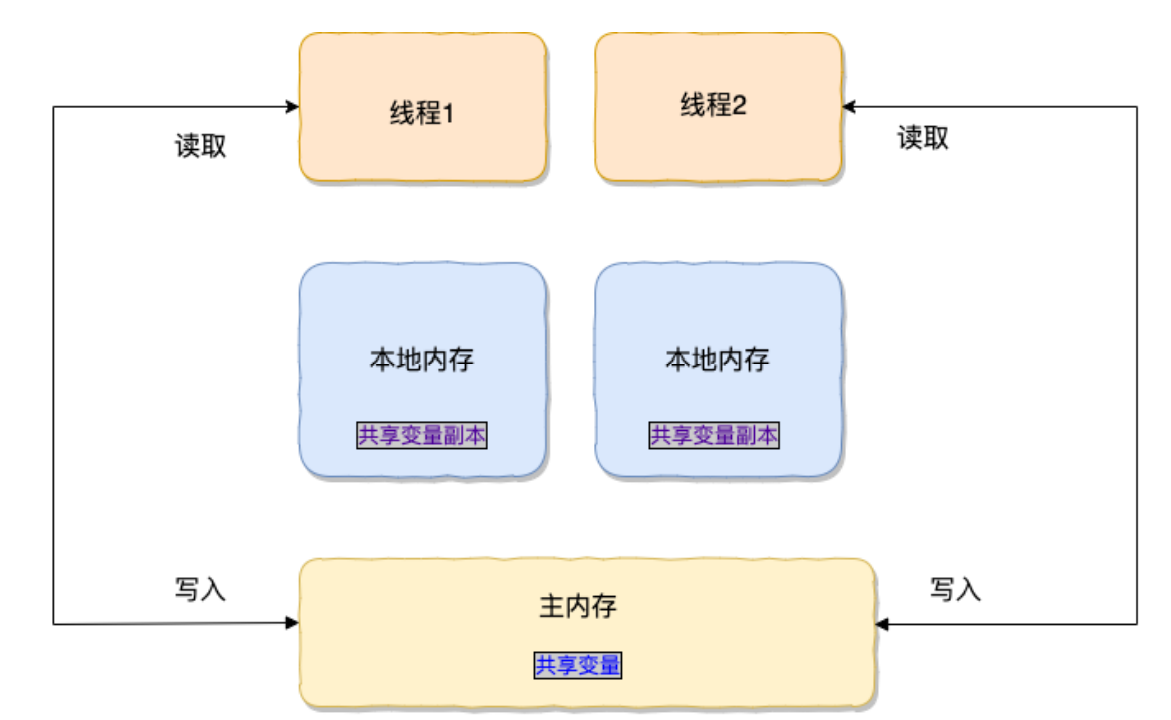 线程1
线程2
读取
读取
本地内存
本地内存
共享变量副本
共享变量副本
写入
写入
主内存
共享变量